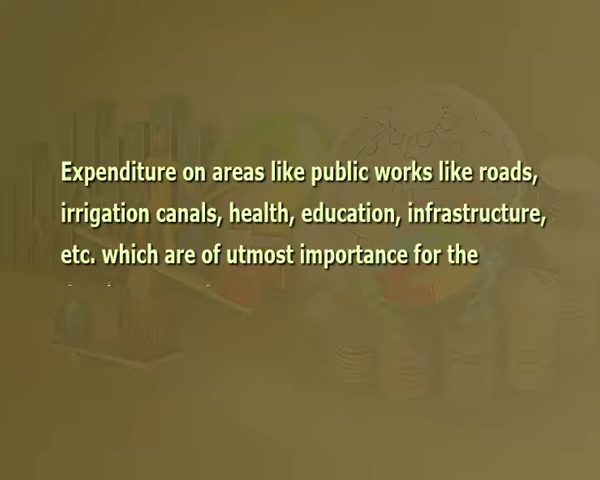 Expenditure on areas like public works like roads,
irrigation canals, health, education, infrastructure,
etc. which are of utmost importance for the